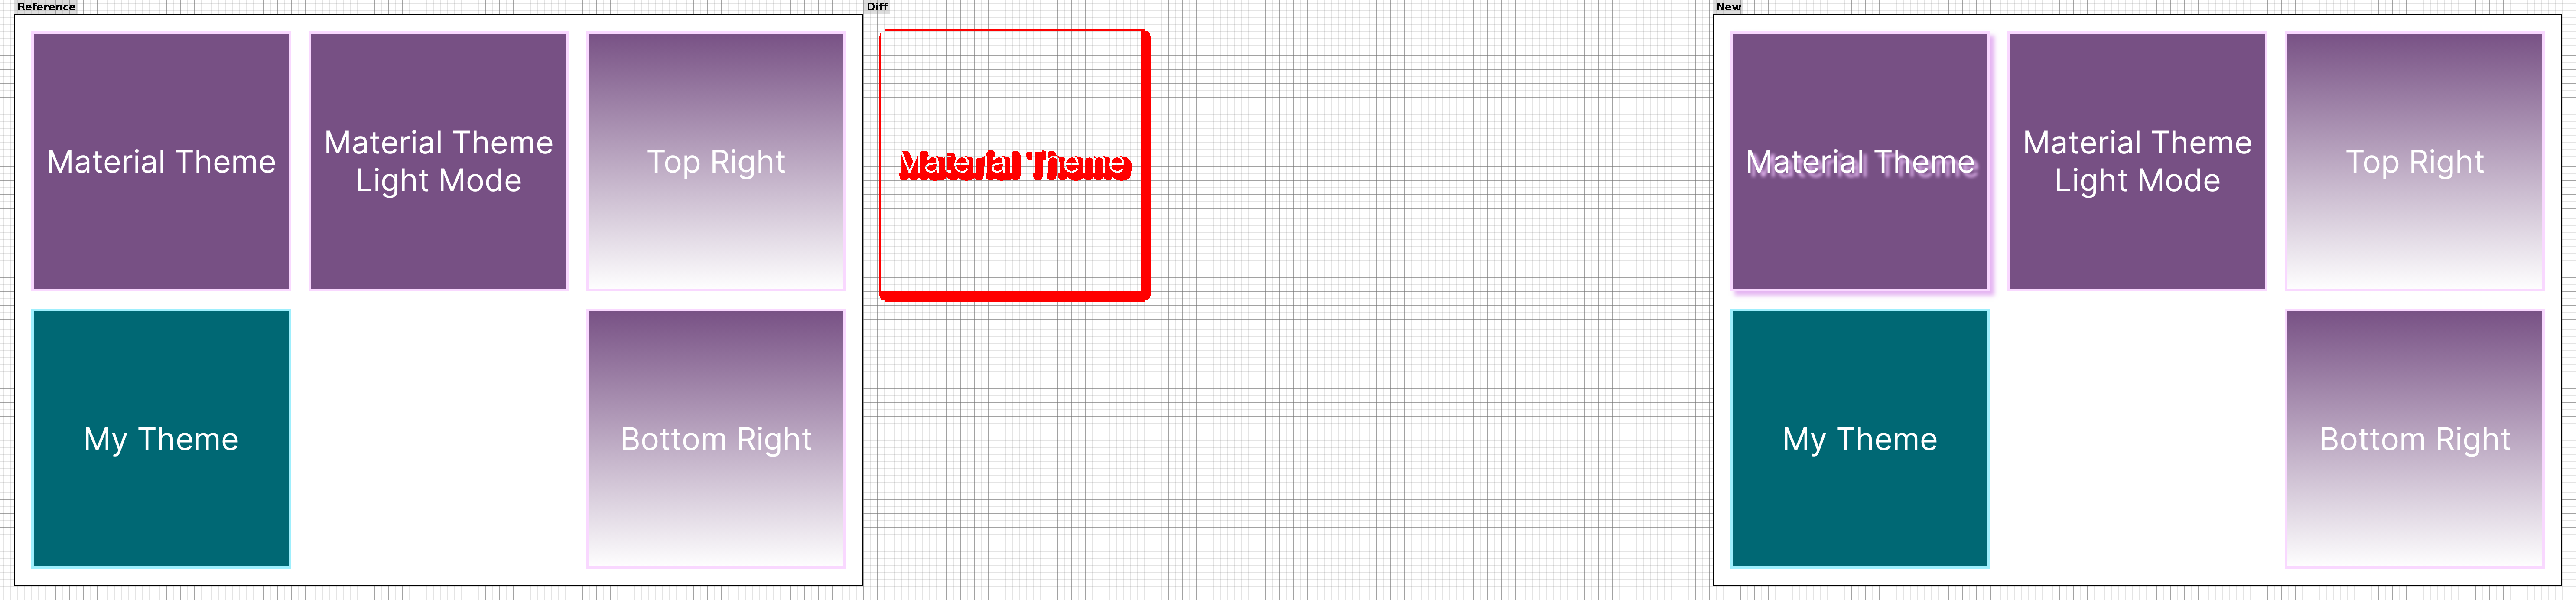 Reference
Diff
New
Material Theme
Material Theme
Light Mode
Top Right
My Theme
Bottom Right
Material Theme
Material Theme
Material Theme
Light Mode
Top Right
My Theme
Bottom Right